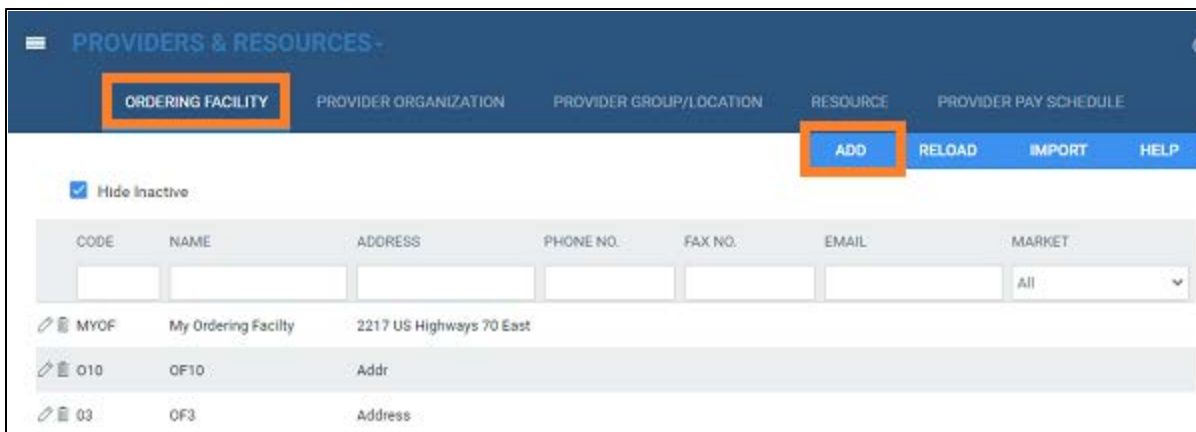 PROVIDERS & RESOURCES
ORDERING FACILITY PROVIDER ORGANIZATION PROVIDER GROUP/LOCATION RESOURCE PROVIDER PAY SCHEDULE
ADD RELOAD IMPORT HELP
Hide Inactive
CODE NAME ADDRESS PHONE NO. FAX NO. EMAIL MARKET
All
MYOF My Ordering Facilty 2217 US Highways 70 East
O10 OF10 Addr
03 OF3 Address